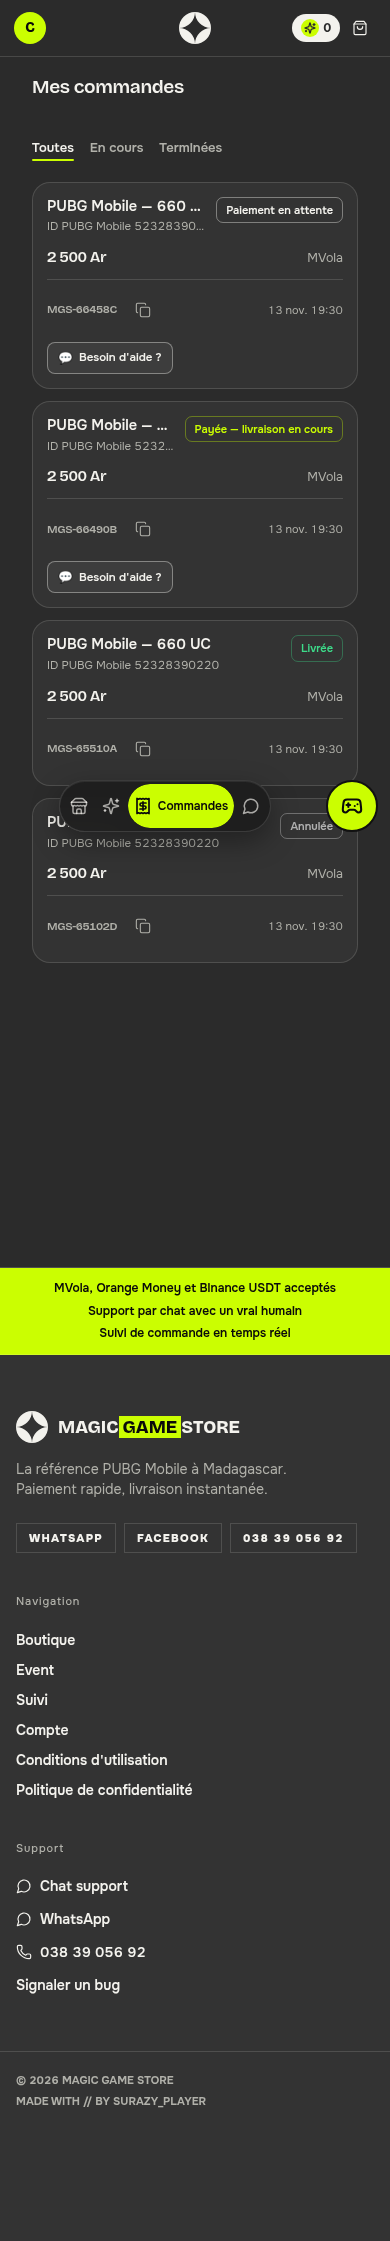 C
0
Mes commandes
Toutes En cours Terminées
PUBG Mobile — 660 ... Paiement en attente
ID PUBG Mobile 52328390...
2 500 Ar MVola
MGS-66458C 13 nov. 19:30
💬 Besoin d'aide ?
PUBG Mobile — ... Payée — livraison en cours
ID PUBG Mobile 5232...
2 500 Ar MVola
MGS-66490B 13 nov. 19:30
💬 Besoin d'aide ?
PUBG Mobile — 660 UC Livrée
ID PUBG Mobile 52328390220
2 500 Ar MVola
MGS-65510A 13 nov. 19:30
Commandes
Annulée
ID PUBG Mobile 52328390220
2 500 Ar MVola
MGS-65102D 13 nov. 19:30
MVola, Orange Money et Binance USDT acceptés
Support par chat avec un vrai humain
Suivi de commande en temps réel
MAGIC GAME STORE
La référence PUBG Mobile à Madagascar.
Paiement rapide, livraison instantanée.
WHATSAPP FACEBOOK 038 39 056 92
Navigation
Boutique
Event
Suivi
Compte
Conditions d'utilisation
Politique de confidentialité
Support
Chat support
WhatsApp
038 39 056 92
Signaler un bug
© 2026 MAGIC GAME STORE
MADE WITH // BY SURAZY_PLAYER